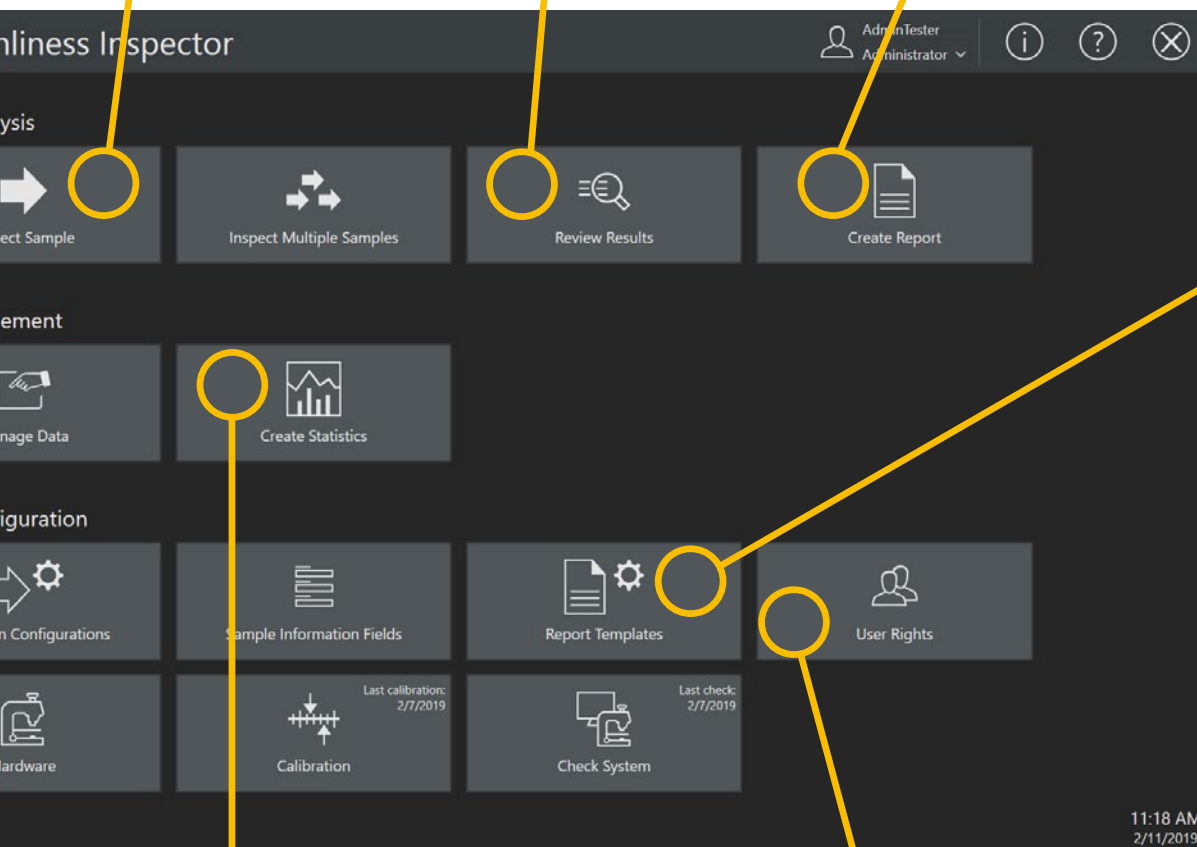 nliness Inspector
AdminTester
Administrator
i
?
ysis
ect Sample
Inspect Multiple Samples
Review Results
Create Report
ement
nage Data
Create Statistics
iguration
n Configurations
Sample Information Fields
Report Templates
User Rights
Hardware
Last calibration:
2/7/2019
Calibration
Last check:
2/7/2019
Check System
11:18 AM
2/11/2019